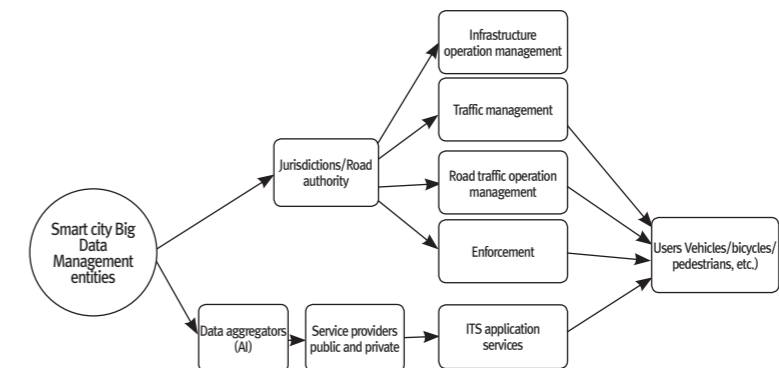 Infrastructure
operation management
Traffic management
Jurisdictions/Road
authority
Road traffic operation
management
Enforcement
Smart city Big
Data
Management
entities
Users Vehicles/bicycles/
pedestrians, etc.)
Data aggregators
(AI)
Service providers
public and private
ITS application
services